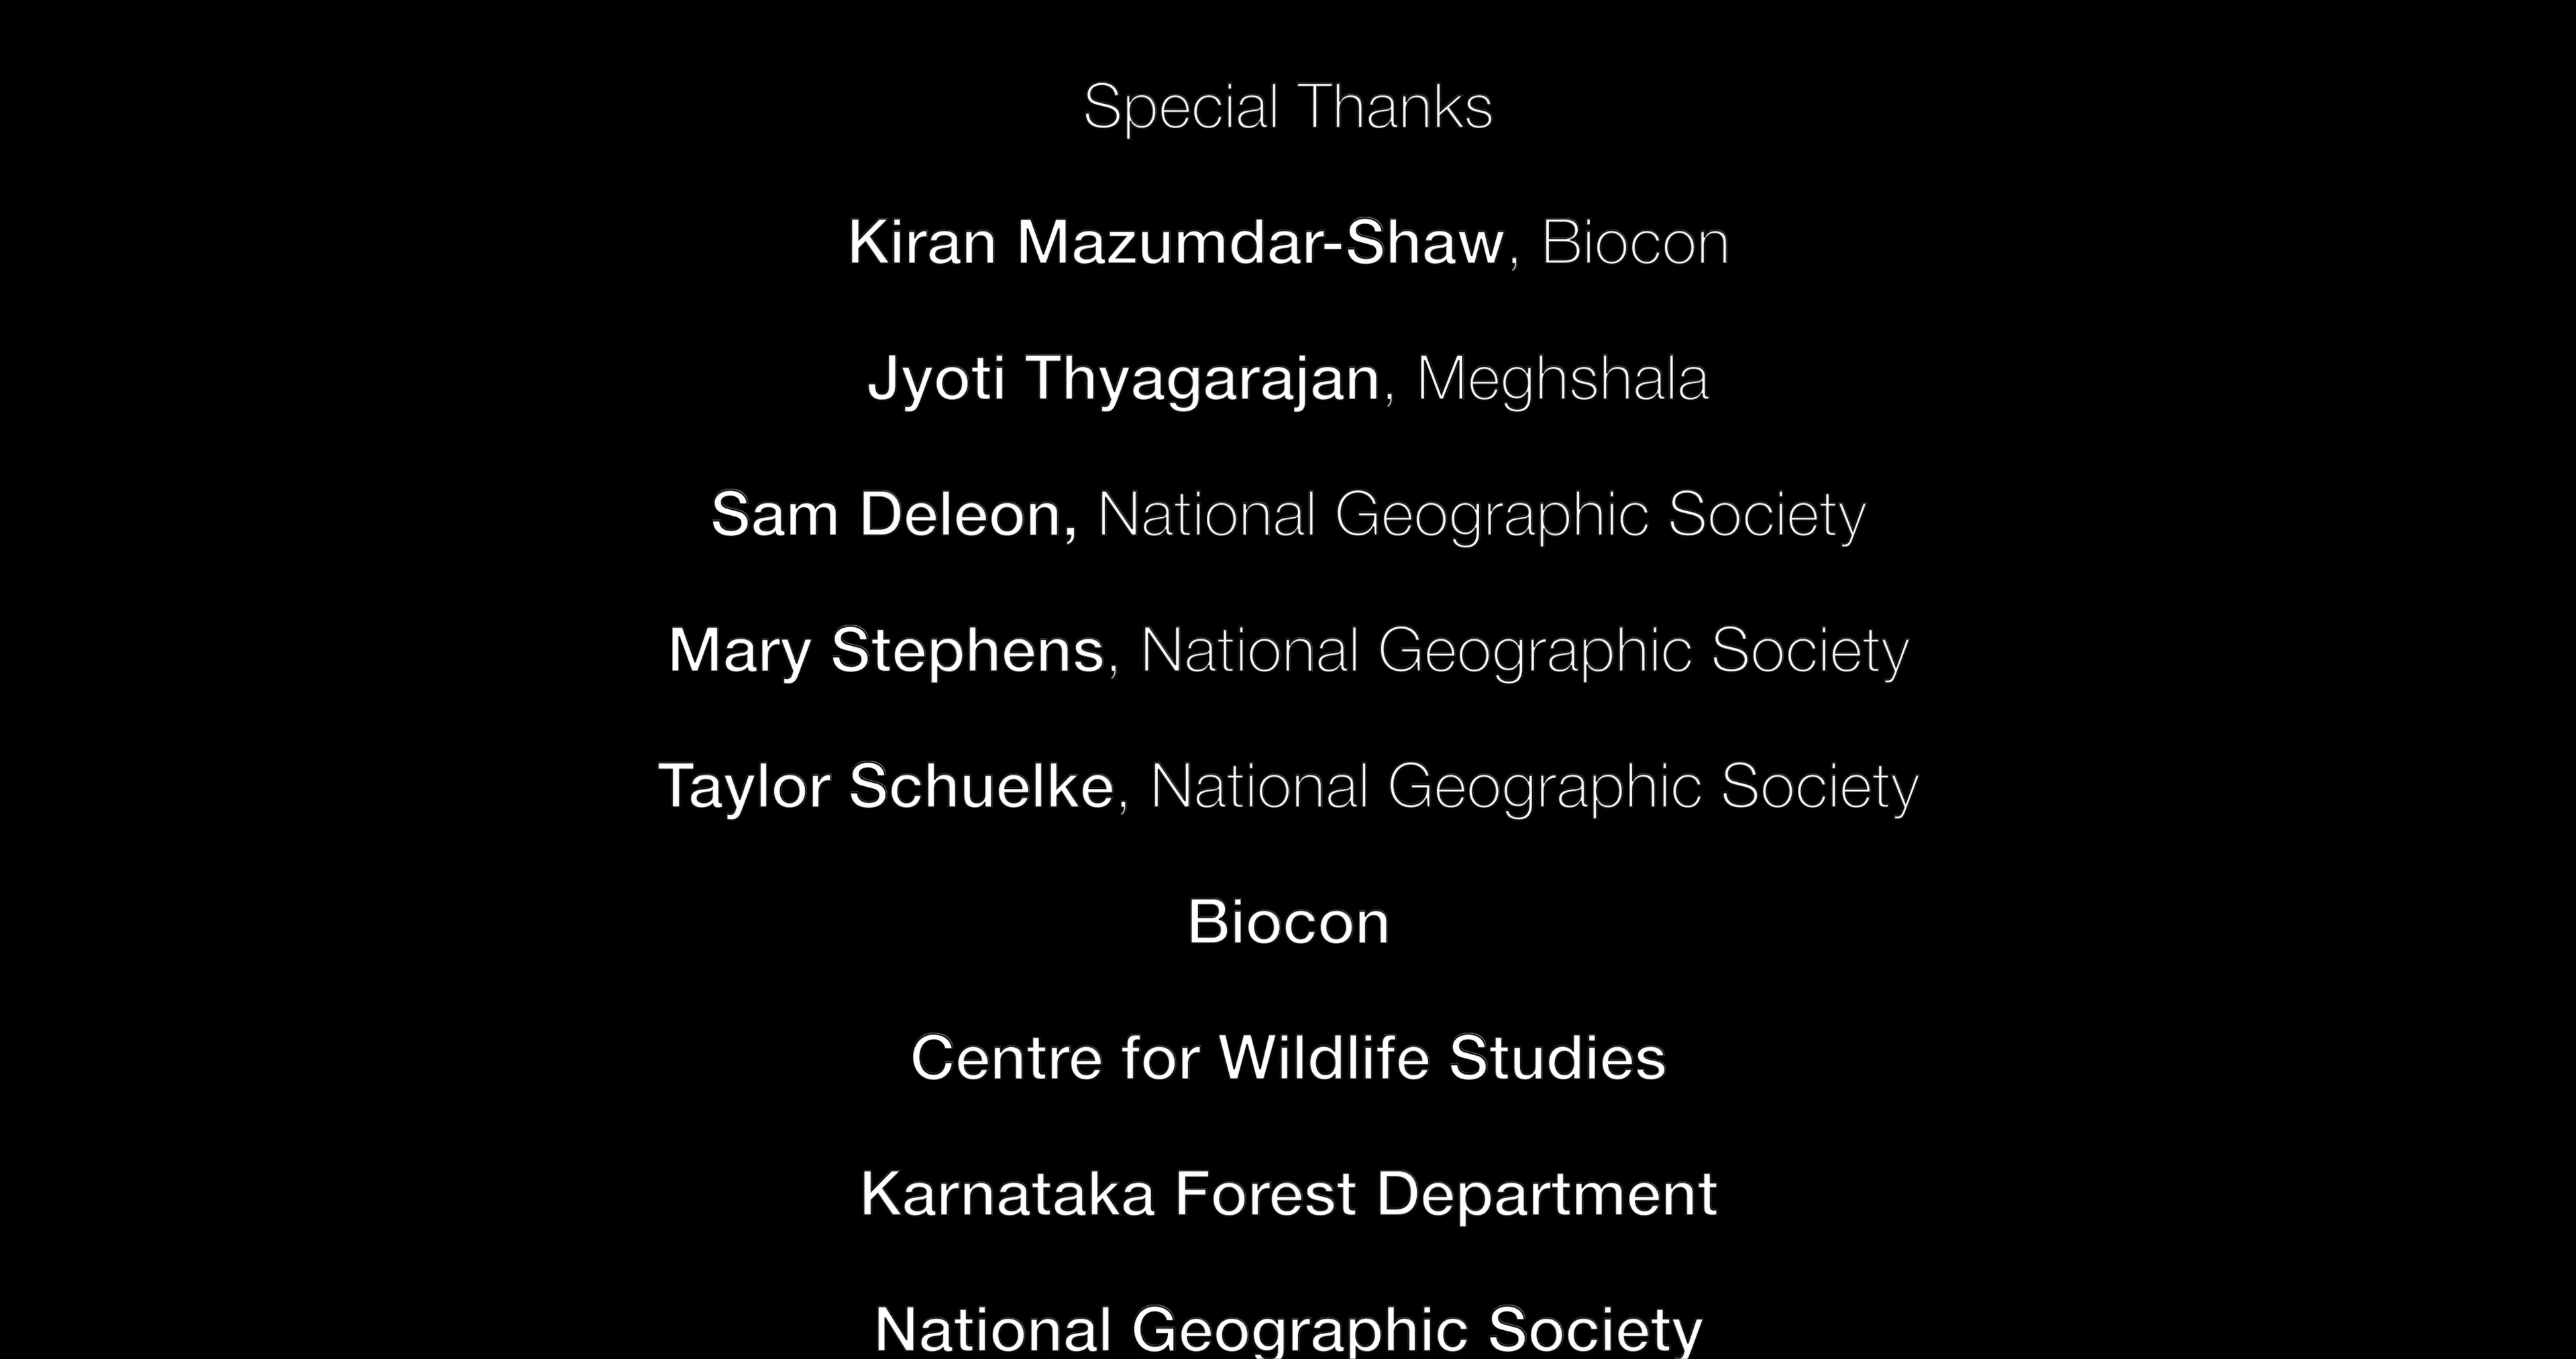 Special Thanks
Kiran Mazumdar-Shaw, Biocon
Jyoti Thyagarajan, Meghshala
Sam Deleon, National Geographic Society
Mary Stephens, National Geographic Society
Taylor Schuelke, National Geographic Society
Biocon
Centre for Wildlife Studies
Karnataka Forest Department
National Geographic Society